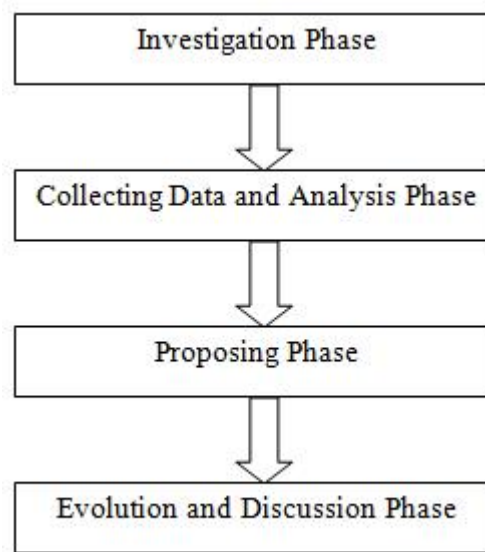 Investigation Phase
Collecting Data and Analysis Phase
Proposing Phase
Evolution and Discussion Phase